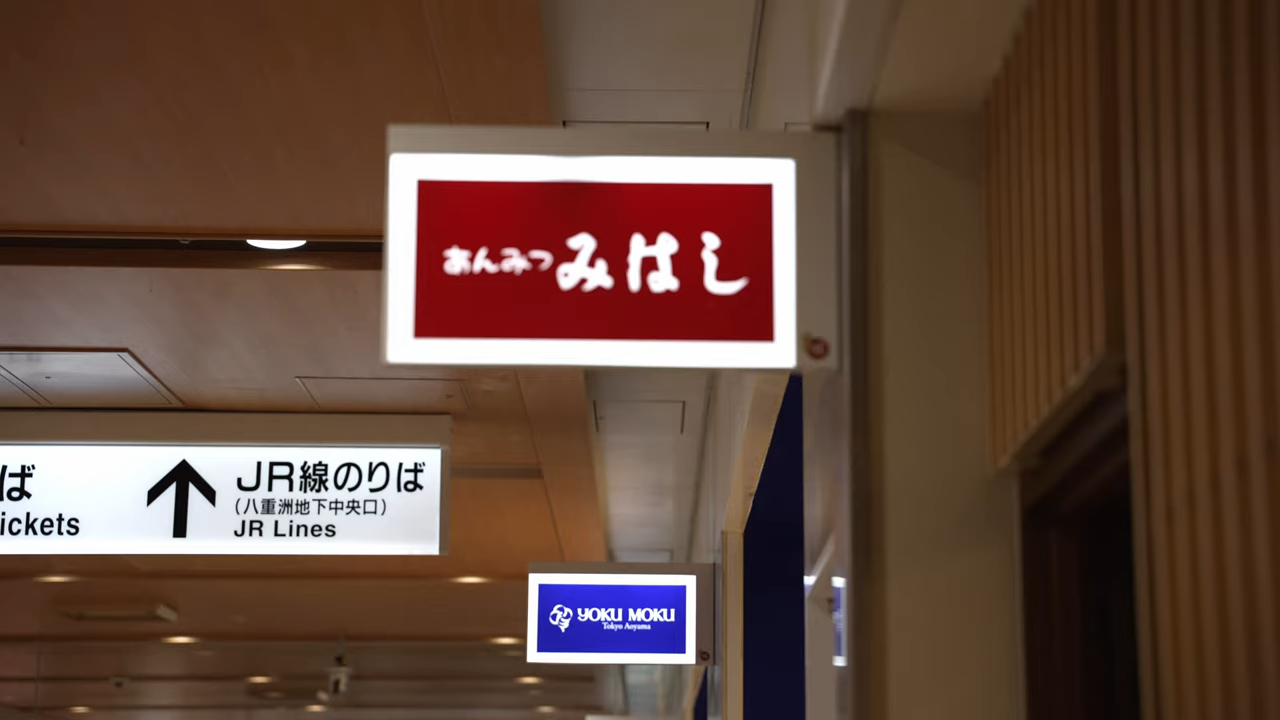 あんみつ みはし
ば
ickets
JR線のりば
(八重洲地下中央口)
JR Lines
YOKU MOKU
Tokyo Aoyama